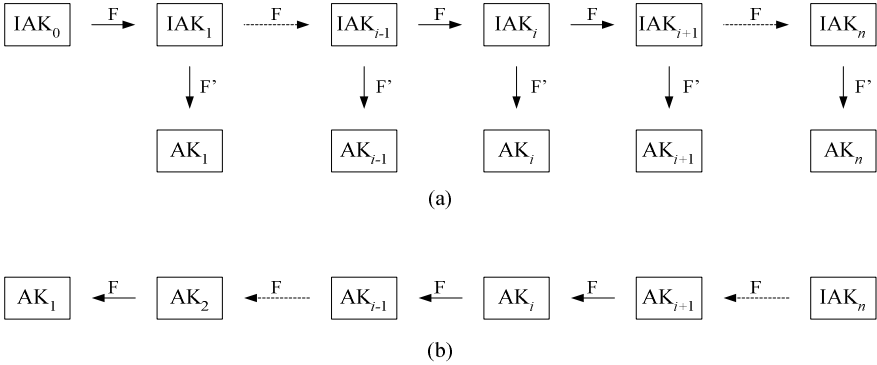 F F F F F
IAK0 IAK1 IAKi-1 IAKi IAKi+1 IAKn
F’ F’ F’ F’ F’
AK1 AKi-1 AKi AKi+1 AKn
(a)
F F F F F
AK1 AK2 AKi-1 AKi AKi+1 IAKn
(b)